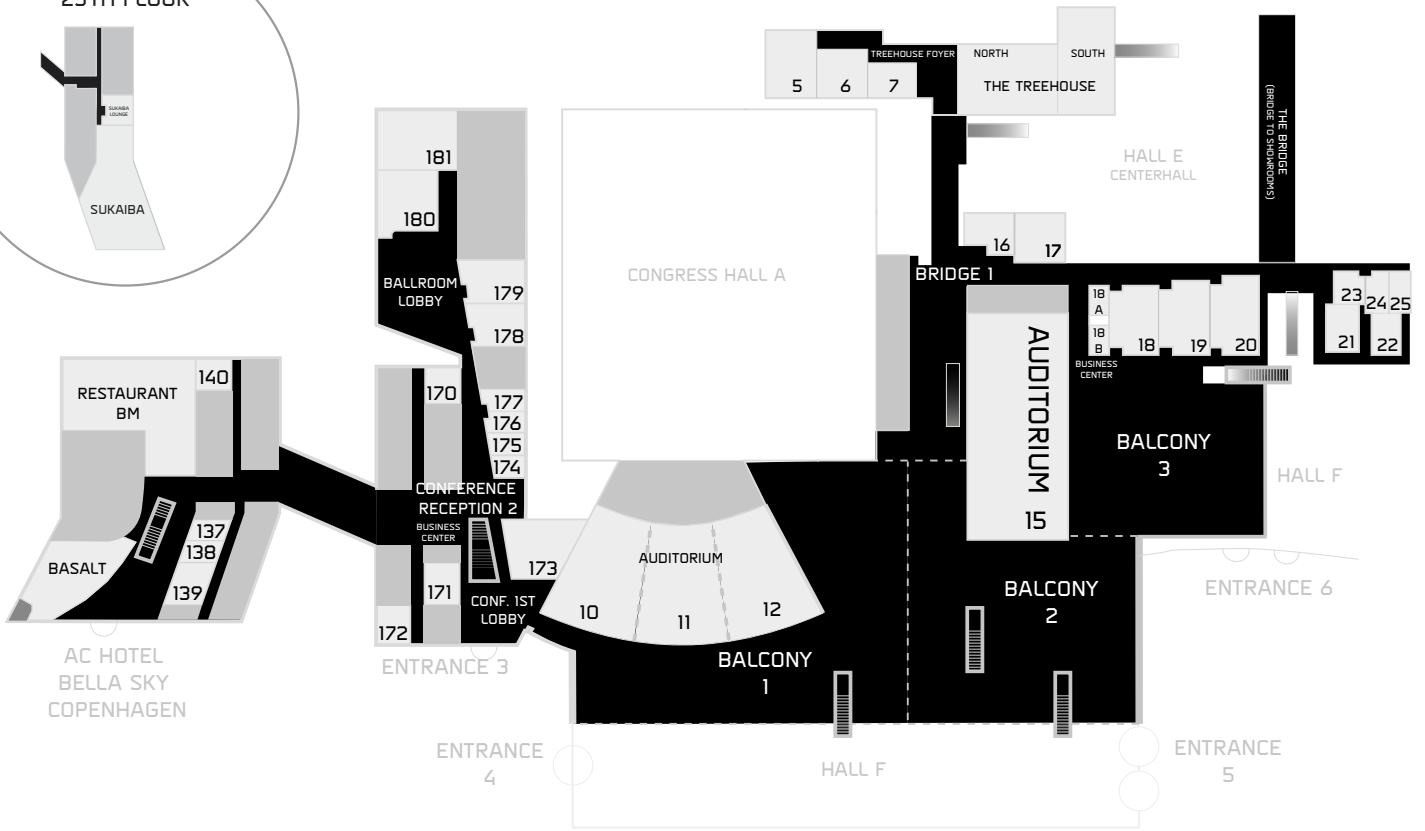 25TH FLOOR
SUKAIBA
LOUNGE
SUKAIBA
5
6
7
TREEHOUSE FOYER
NORTH
SOUTH
THE TREEHOUSE
HALL E
CENTERHALL
THE BRIDGE
(BRIDGE TO SHOWROOMS)
181
180
BALLROOM
LOBBY
179
178
177
176
175
174
CONGRESS HALL A
BRIDGE 1
16
17
18
A
18
B
18
19
20
BUSINESS
CENTER
23
24
25
21
22
AUDITORIUM
15
BALCONY
3
HALL F
RESTAURANT
BM
140
170
CONFERENCE
RECEPTION 2
BUSINESS
CENTER
137
138
139
BASALT
171
172
173
CONF. 1ST
LOBBY
AUDITORIUM
10
11
12
BALCONY
1
BALCONY
2
ENTRANCE 6
AC HOTEL
BELLA SKY
COPENHAGEN
ENTRANCE 3
ENTRANCE
4
HALL F
ENTRANCE
5